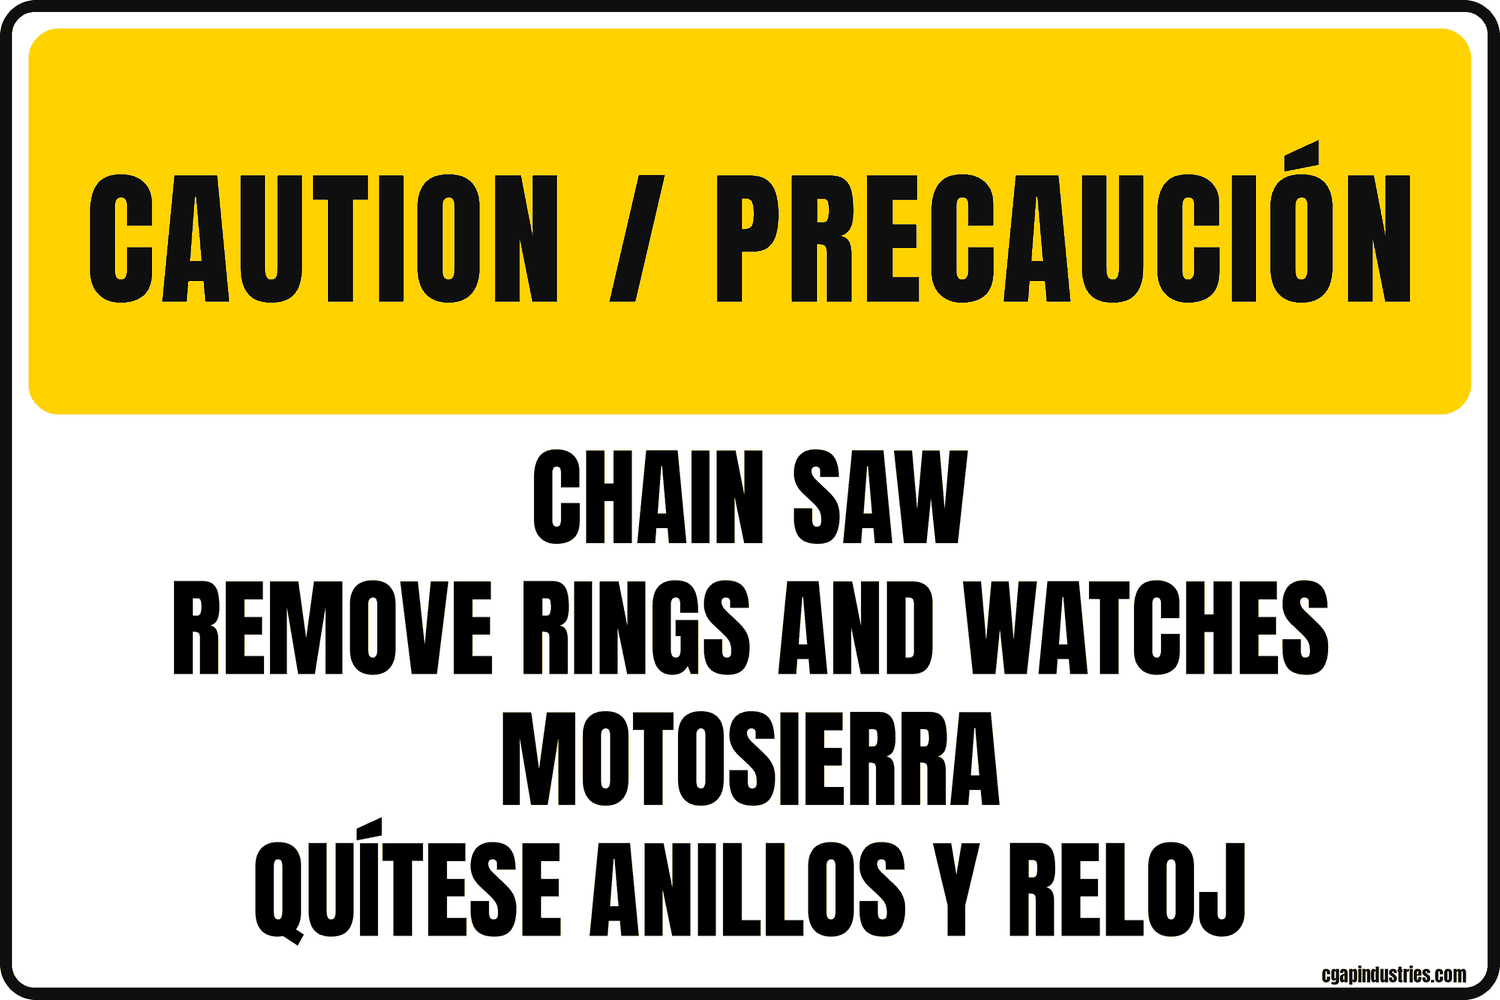 CAUTION / PRECAUCIÓN
CHAIN SAW
REMOVE RINGS AND WATCHES
MOTOSIERRA
QUÍTESE ANILLOS Y RELOJ
cgapindustries.com